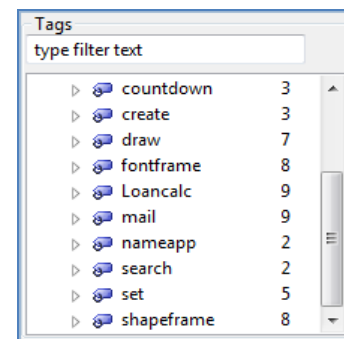 Tags
type filter text
countdown 3
create 3
draw 7
fontframe 8
Loancalc 9
mail 9
nameapp 2
search 2
set 5
shapeframe 8